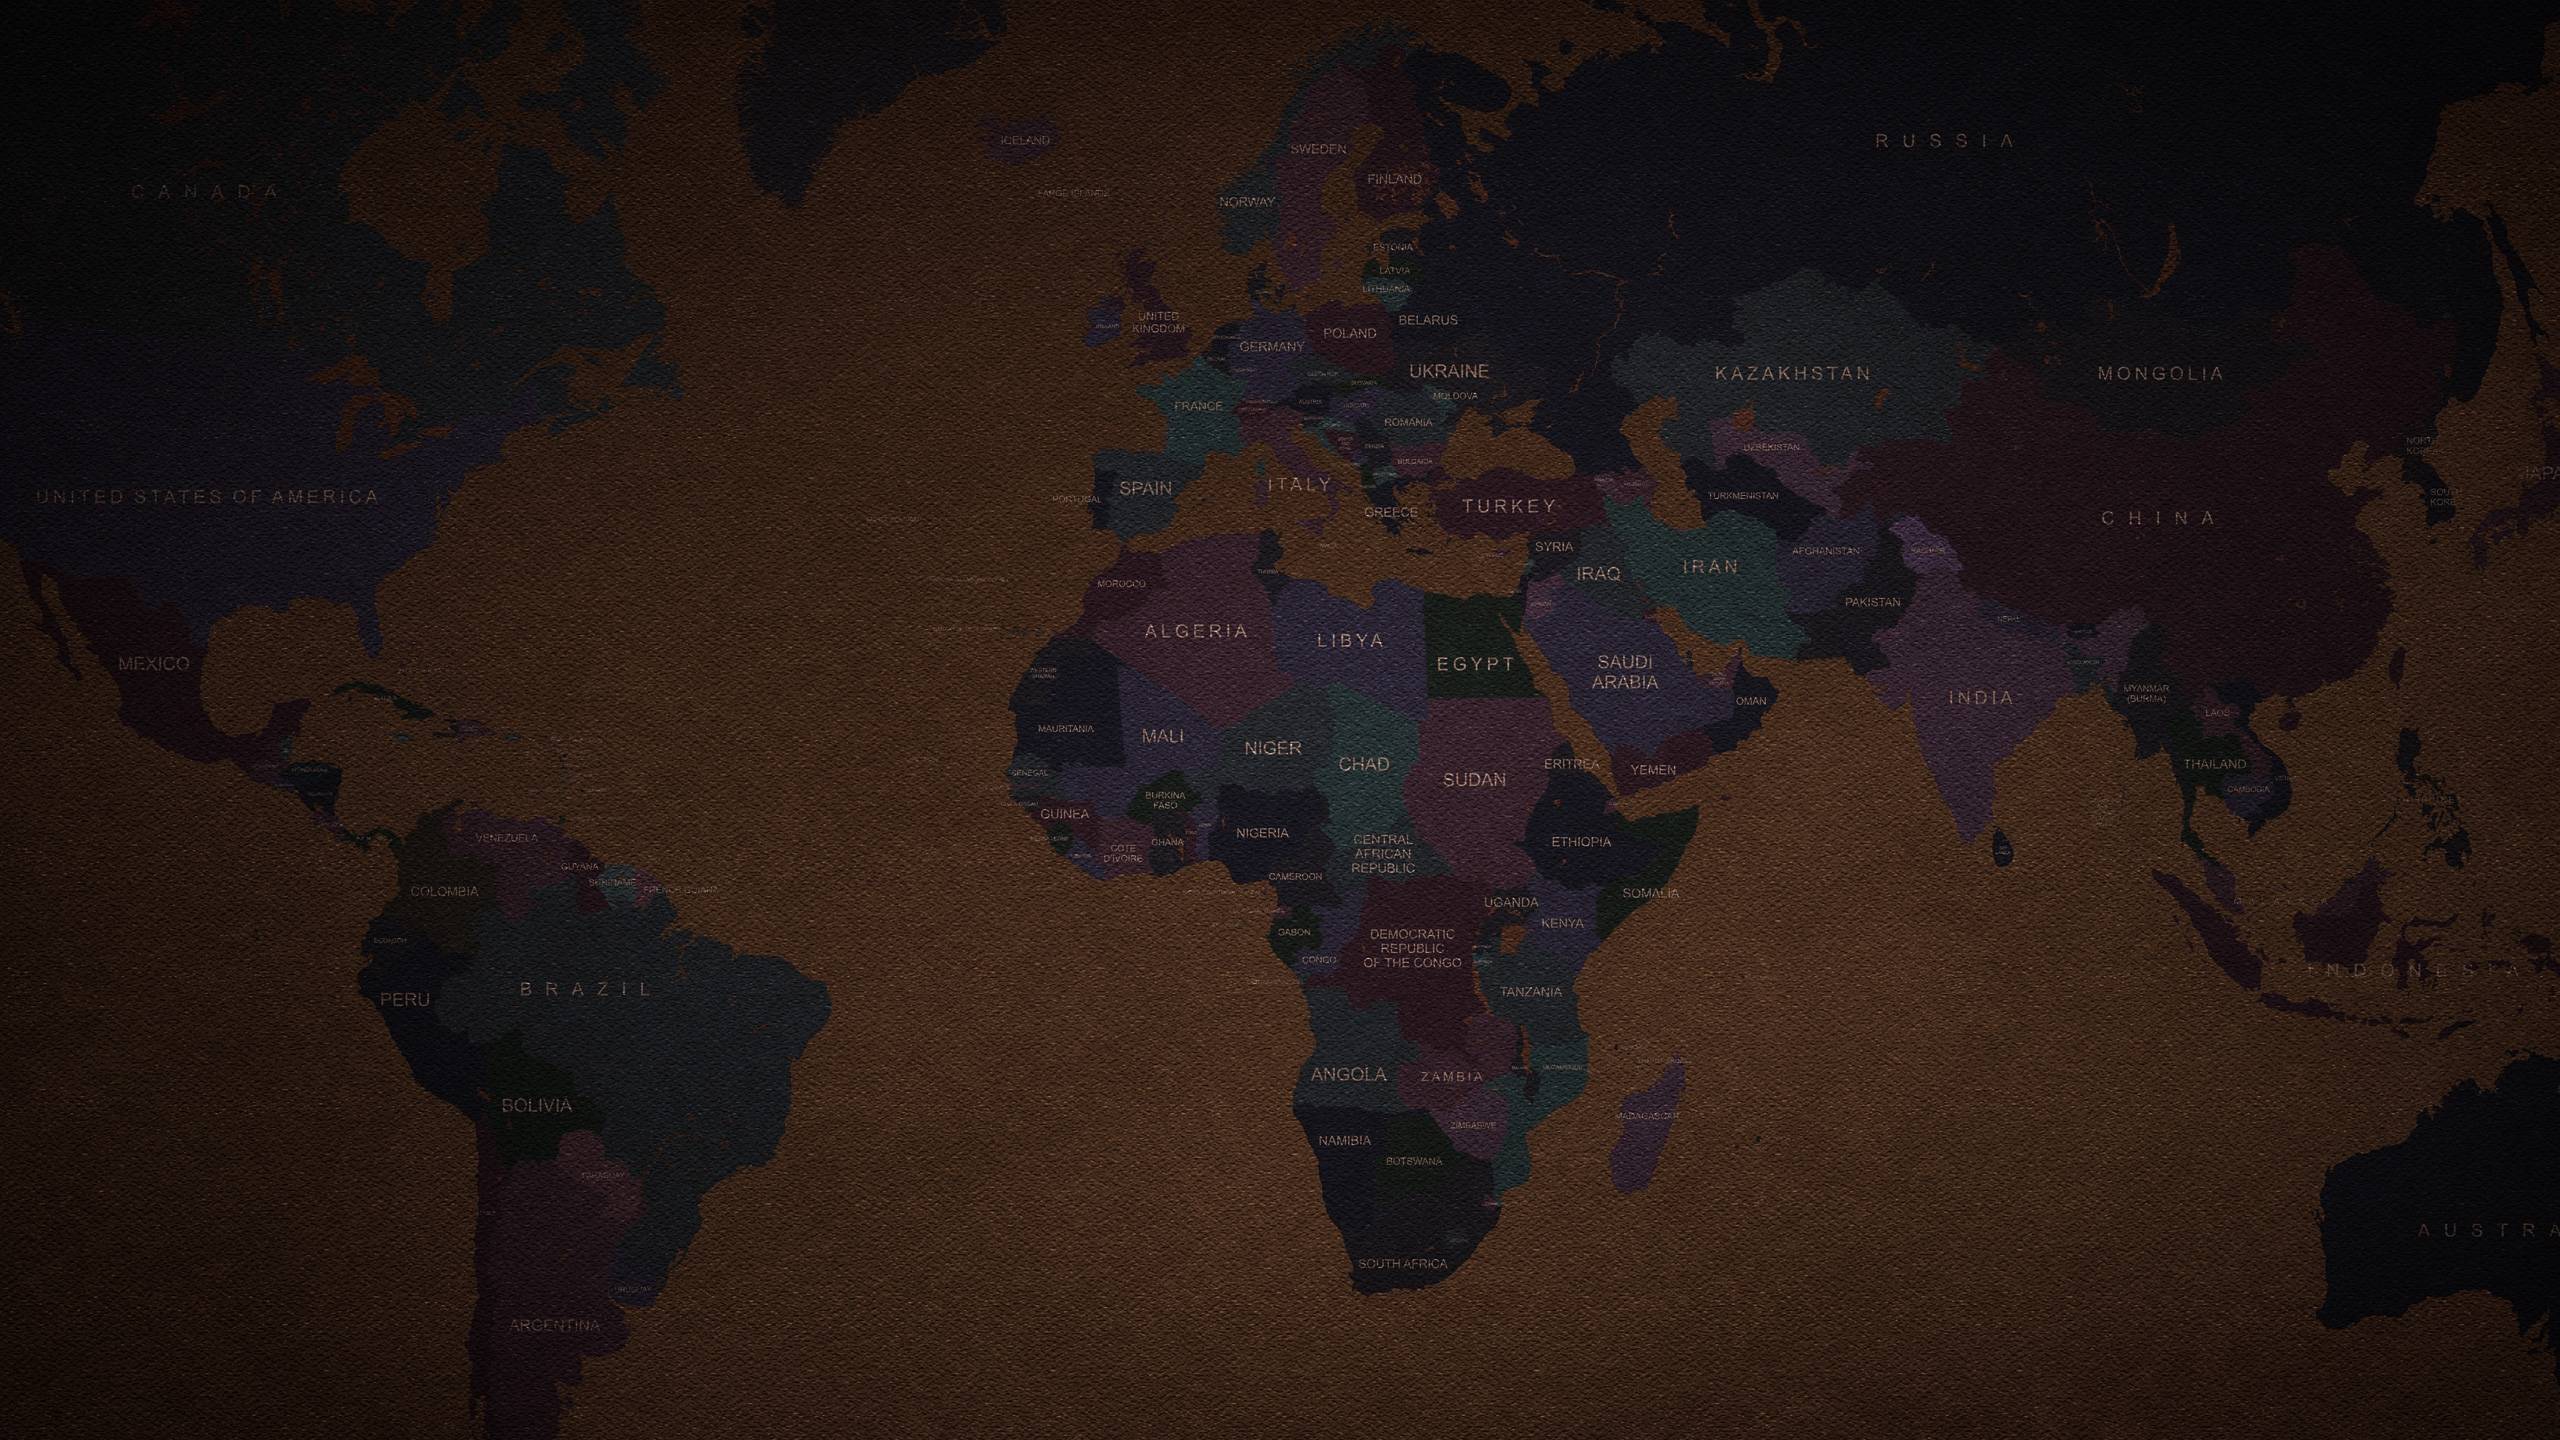 RUSSIA
ICELAND
SWEDEN
FINLAND
CANADA
FAROE ISLANDS
NORWAY
ESTONIA
LATVIA
LITHUANIA
UNITED
KINGDOM
BELARUS
POLAND
GERMANY
UKRAINE
KAZAKHSTAN
MONGOLIA
MOLDOVA
FRANCE
ROMANIA
UZBEKISTAN
BULGARIA
ITALY
SPAIN
PORTUGAL
UNITED STATES OF AMERICA
TURKMENISTAN
TURKEY
GREECE
CHINA
SYRIA
AFGHANISTAN
IRAN
IRAQ
MOROCCO
PAKISTAN
ALGERIA
LIBYA
EGYPT
SAUDI
ARABIA
MEXICO
MYANMAR
(BURMA)
INDIA
OMAN
LAOS
MAURITANIA
MALI
NIGER
CHAD
ERITREA
YEMEN
THAILAND
SENEGAL
SUDAN
CAMBODIA
BURKINA
FASO
GUINEA
NIGERIA
VENEZUELA
GHANA
ETHIOPIA
CENTRAL
AFRICAN
REPUBLIC
COTE
D'IVOIRE
GUYANA
CAMEROON
SURINAME
FRENCH GUIANA
COLOMBIA
SOMALIA
UGANDA
KENYA
GABON
DEMOCRATIC
REPUBLIC
OF THE CONGO
CONGO
INDONESIA
BRAZIL
TANZANIA
PERU
ANGOLA
ZAMBIA
BOLIVIA
MADAGASCAR
ZIMBABWE
NAMIBIA
BOTSWANA
PARAGUAY
AUSTRA
SOUTH AFRICA
URUGUAY
ARGENTINA